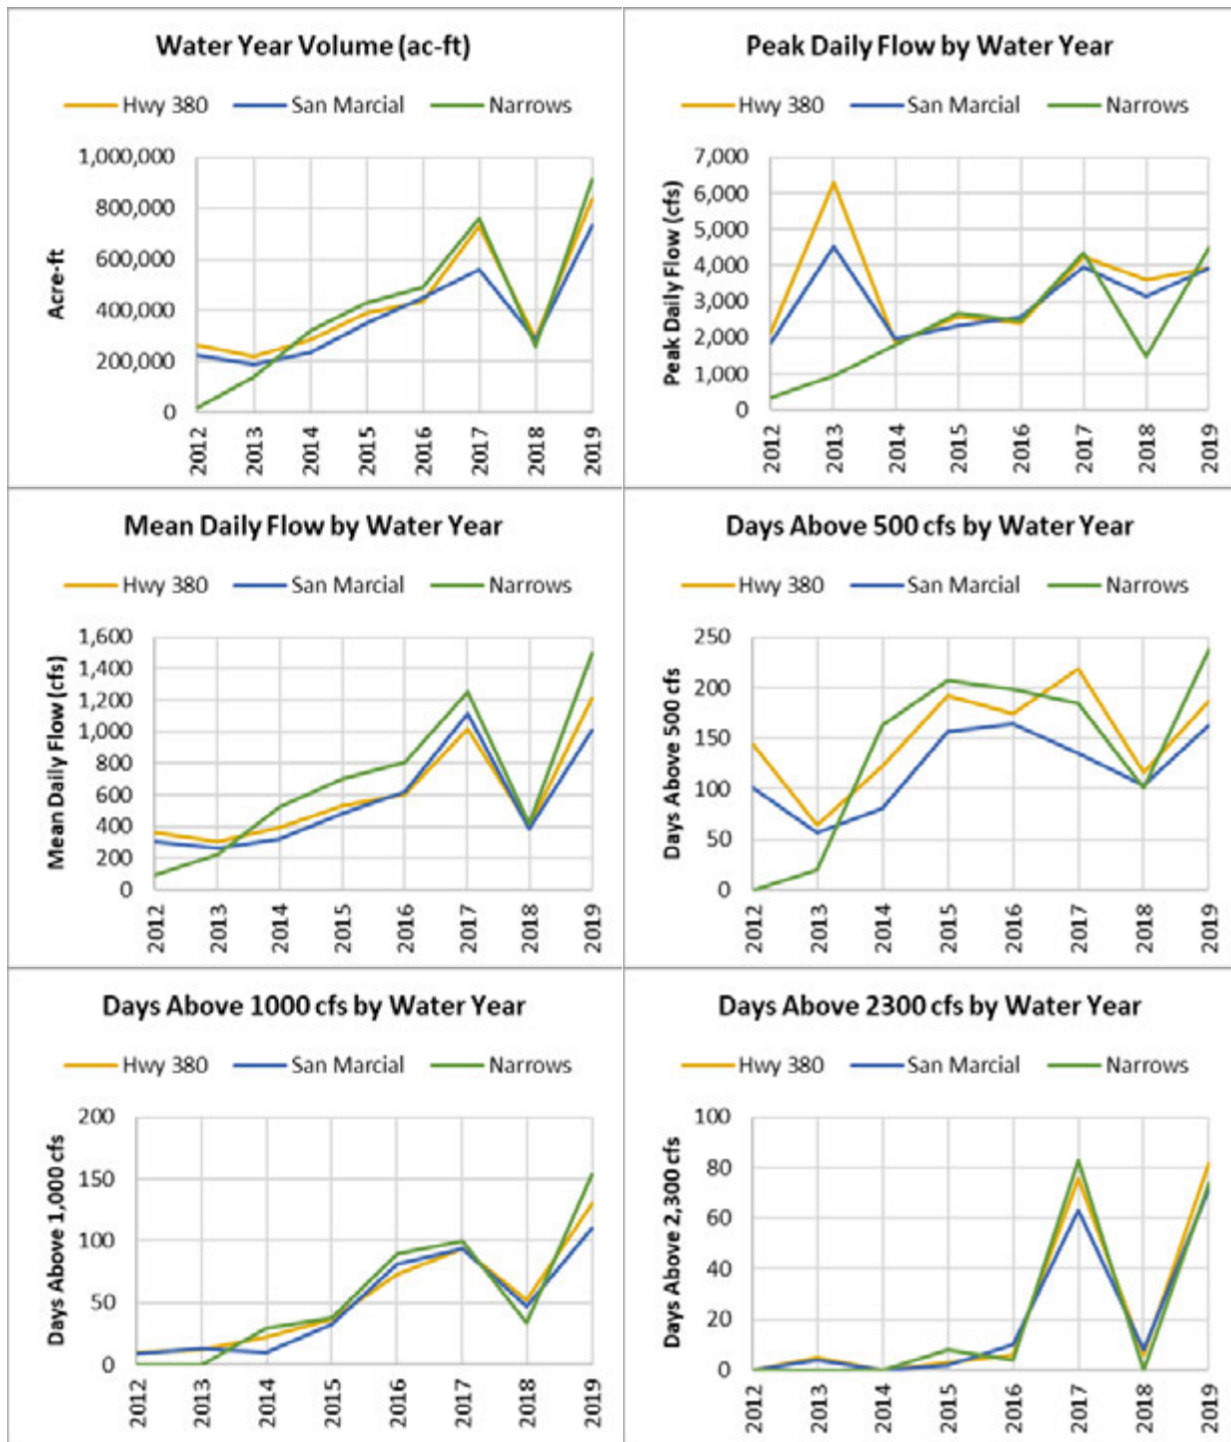 Water Year Volume (ac-ft)
Hwy 380 San Marcial Narrows
Acre-ft
1,000,000
800,000
600,000
400,000
200,000
0
2012 2013 2014 2015 2016 2017 2018 2019
Peak Daily Flow by Water Year
Hwy 380 San Marcial Narrows
Peak Daily Flow (cfs)
7,000
6,000
5,000
4,000
3,000
2,000
1,000
0
2012 2013 2014 2015 2016 2017 2018 2019
Mean Daily Flow by Water Year
Hwy 380 San Marcial Narrows
Mean Daily Flow (cfs)
1,600
1,400
1,200
1,000
800
600
400
200
0
2012 2013 2014 2015 2016 2017 2018 2019
Days Above 500 cfs by Water Year
Hwy 380 San Marcial Narrows
Days Above 500 cfs
250
200
150
100
50
0
2012 2013 2014 2015 2016 2017 2018 2019
Days Above 1000 cfs by Water Year
Hwy 380 San Marcial Narrows
Days Above 1,000 cfs
200
150
100
50
0
2012 2013 2014 2015 2016 2017 2018 2019
Days Above 2300 cfs by Water Year
Hwy 380 San Marcial Narrows
Days Above 2,300 cfs
100
80
60
40
20
0
2012 2013 2014 2015 2016 2017 2018 2019